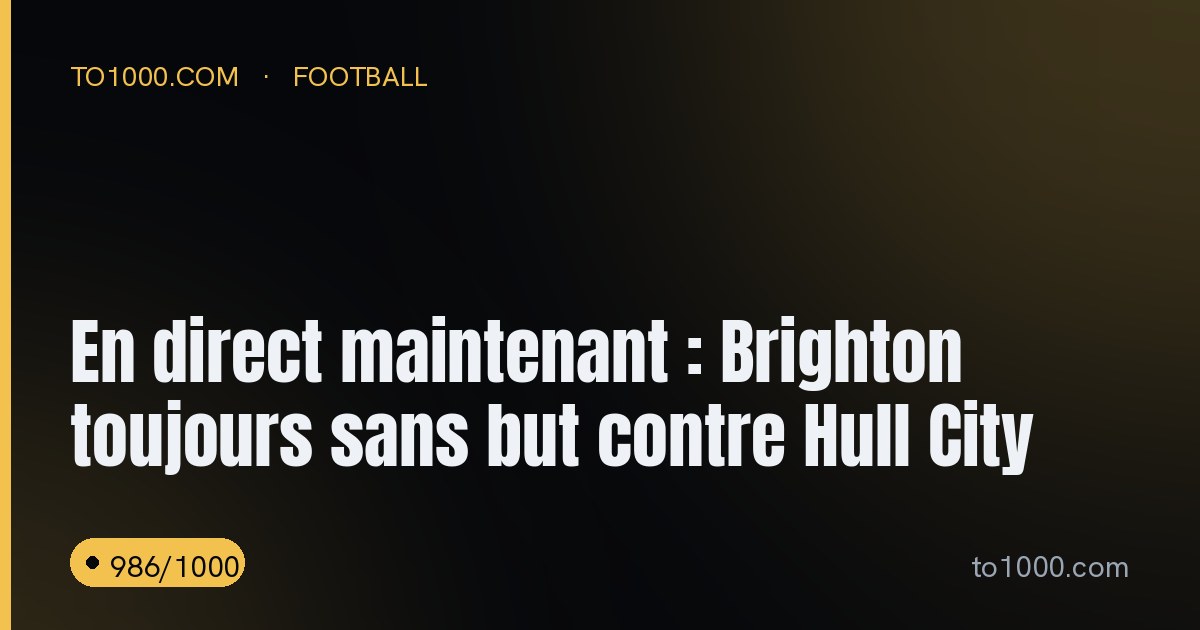 TO1000.COM · FOOTBALL
En direct maintenant : Brighton
toujours sans but contre Hull City
986/1000
to1000.com